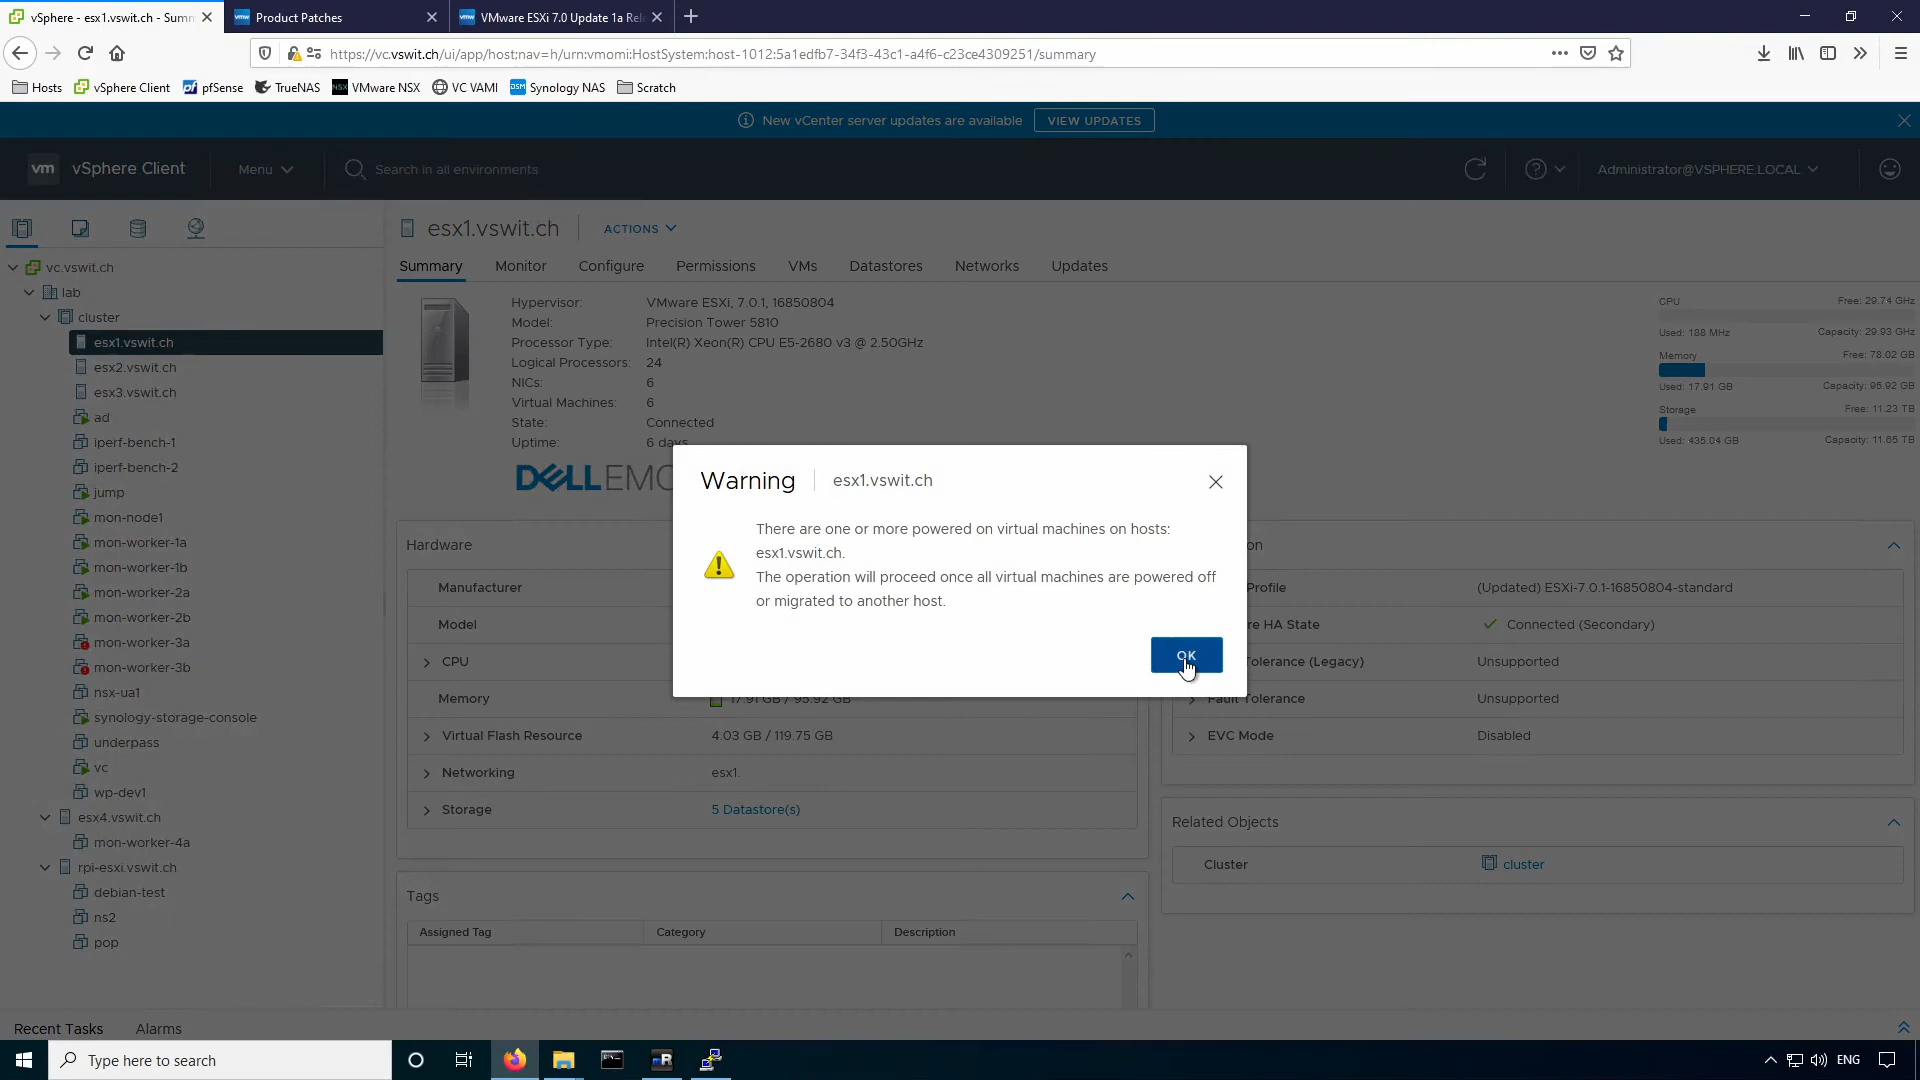 vSphere - esx1.vswit.ch - Summ
Product Patches
VMware ESXi 7.0 Update 1a Rel
https://vc.vswit.ch/ui/app/host;nav=h/urn:vmomi:HostSystem:host-1012:5a1edfb7-34f3-43c1-a4f6-c23ce4309251/summary
Hosts
vSphere Client
pfSense
TrueNAS
VMware NSX
VC VAMI
Synology NAS
Scratch
New vCenter server updates are available
VIEW UPDATES
vm
vSphere Client
Menu
Search in all environments
Administrator@VSPHERE.LOCAL
vc.vswit.ch
lab
cluster
esx1.vswit.ch
esx2.vswit.ch
esx3.vswit.ch
ad
iperf-bench-1
iperf-bench-2
jump
mon-node1
mon-worker-1a
mon-worker-1b
mon-worker-2a
mon-worker-2b
mon-worker-3a
mon-worker-3b
nsx-ua1
synology-storage-console
underpass
vc
wp-dev1
esx4.vswit.ch
mon-worker-4a
rpi-esxi.vswit.ch
debian-test
ns2
pop
esx1.vswit.ch
ACTIONS
Summary
Monitor
Configure
Permissions
VMs
Datastores
Networks
Updates
Hypervisor: VMware ESXi, 7.0.1, 16850804
Model: Precision Tower 5810
Processor Type: Intel(R) Xeon(R) CPU E5-2680 v3 @ 2.50GHz
Logical Processors: 24
NICs: 6
Virtual Machines: 6
State: Connected
Uptime: 6 days
DELLEMC
CPU Free: 29.74 GHz
Used: 188 MHz Capacity: 29.93 GHz
Memory Free: 78.02 GB
Used: 17.91 GB Capacity: 95.92 GB
Storage Free: 11.23 TB
Used: 435.04 GB Capacity: 11.65 TB
Warning
esx1.vswit.ch
There are one or more powered on virtual machines on hosts:
esx1.vswit.ch.
The operation will proceed once all virtual machines are powered off
or migrated to another host.
OK
Hardware
Manufacturer
Model
CPU
Memory 17.91 GB / 95.92 GB
Virtual Flash Resource 4.03 GB / 119.75 GB
Networking esx1.
Storage 5 Datastore(s)
Tags
Assigned Tag
Category
Description
on
Profile (Updated) ESXi-7.0.1-16850804-standard
re HA State Connected (Secondary)
Tolerance (Legacy) Unsupported
Fault Tolerance Unsupported
EVC Mode Disabled
Related Objects
Cluster cluster
Recent Tasks
Alarms
Type here to search
ENG